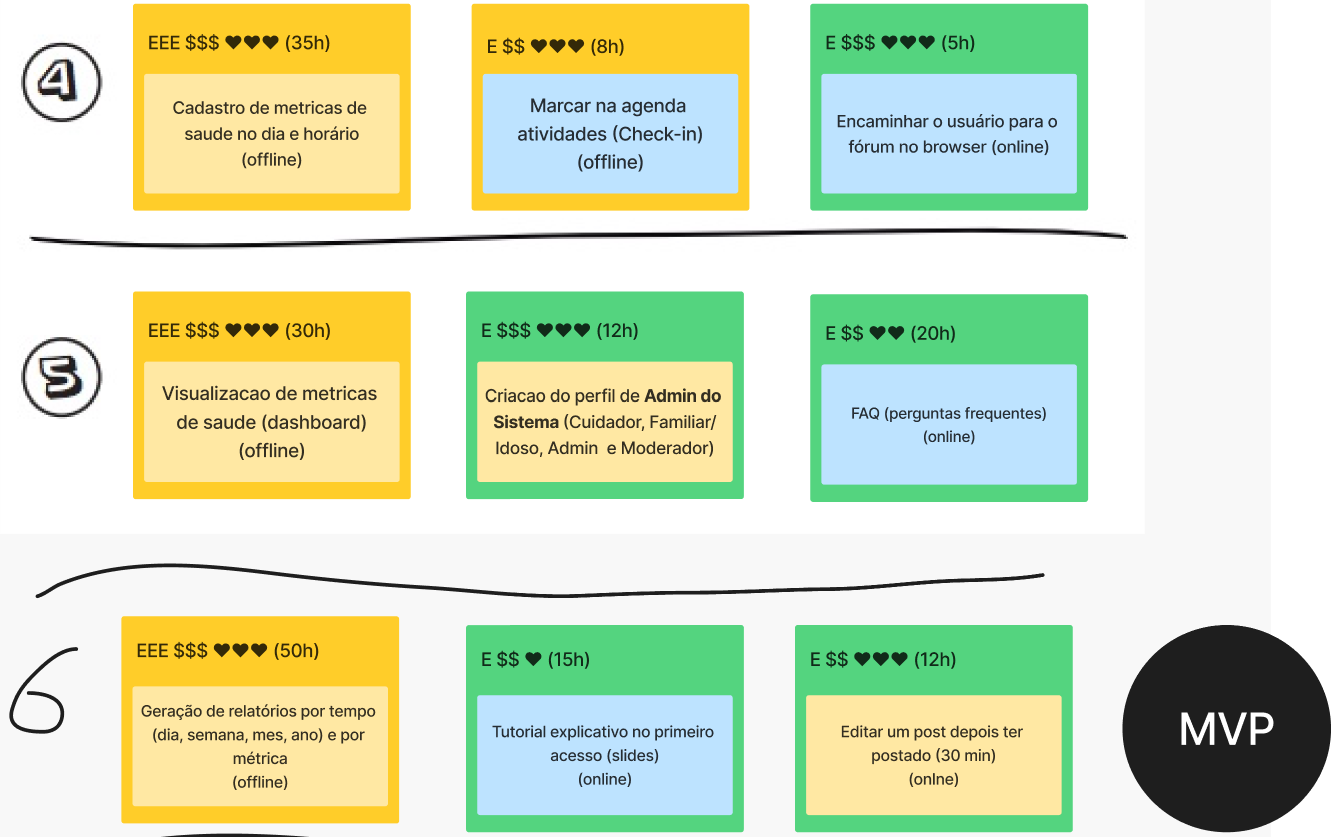 4
EEE $$$ ♥♥♥ (35h)
Cadastro de metricas de
saude no dia e horário
(offline)
E $$ ♥♥♥ (8h)
Marcar na agenda
atividades (Check-in)
(offline)
E $$$ ♥♥♥ (5h)
Encaminhar o usuário para o
fórum no browser (online)
5
EEE $$$ ♥♥♥ (30h)
Visualizacao de metricas
de saude (dashboard)
(offline)
E $$$ ♥♥♥ (12h)
Criacao do perfil de Admin do
Sistema (Cuidador, Familiar/
Idoso, Admin e Moderador)
E $$ ♥♥ (20h)
FAQ (perguntas frequentes)
(online)
6
EEE $$$ ♥♥♥ (50h)
Geração de relatórios por tempo
(dia, semana, mes, ano) e por
métrica
(offline)
E $$ ♥ (15h)
Tutorial explicativo no primeiro
acesso (slides)
(online)
E $$ ♥♥♥ (12h)
Editar um post depois ter
postado (30 min)
(onlne)
MVP